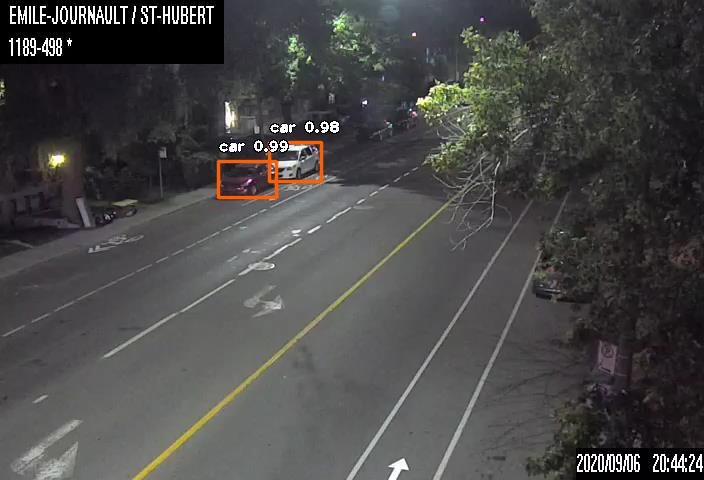 EMILE-JOURNAULT / ST-HUBERT
1189-498 *
car 0.98
car 0.99
2020/09/06 20:44:24